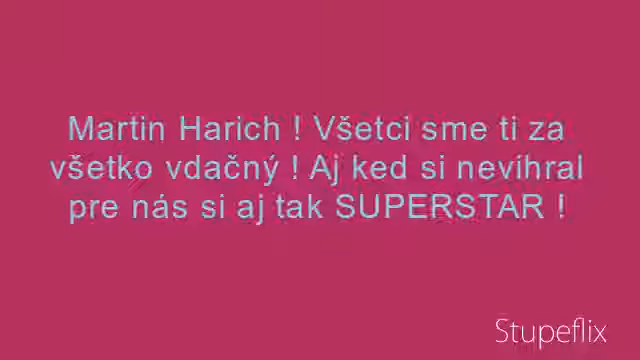 Martin Harich ! Všetci sme ti za
všetko vdačný ! Aj ked si nevihral
pre nás si aj tak SUPERSTAR !
Stupeflix